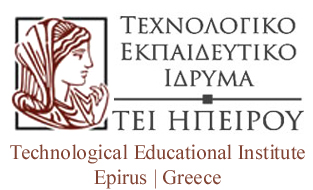 ΤΕΧΝΟΛΟΓΙΚΟ
ΕΚΠΑΙΔΕΥΤΙΚΟ
ΙΔΡΥΜΑ
ΤΕΙ ΗΠΕΙΡΟΥ
Technological Educational Institute
Epirus | Greece